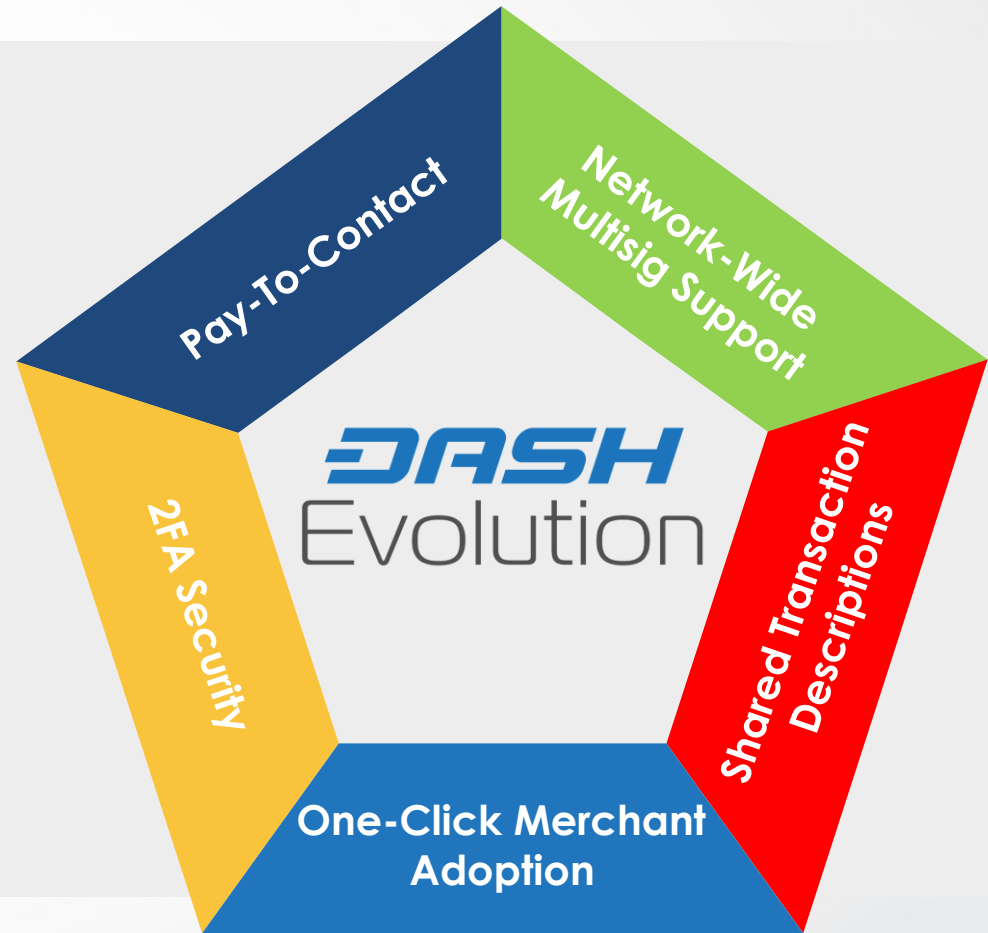 Pay-To-Contact
Network-Wide
Multisig Support
DASH
Evolution
2FA Security
Shared Transaction
Descriptions
One-Click Merchant
Adoption